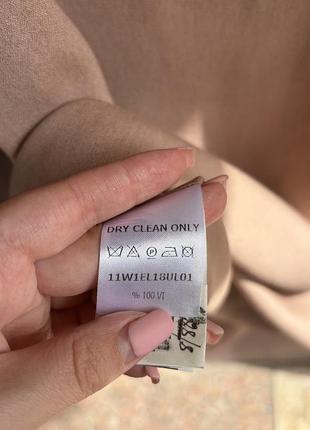 DRY CLEAN ONLY
P
11W1EL18UL01
% 100 VI